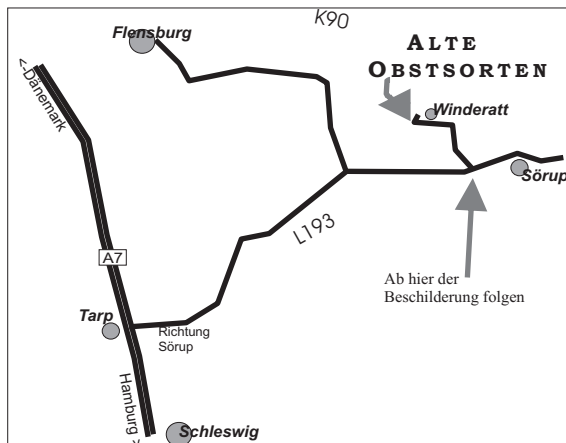 K90
Flensburg
ALTE
OBSTSORTEN
<-Dänemark
Winderatt
Sörup
L193
A7
Ab hier der
Beschilderung folgen
Tarp
Richtung
Sörup
Hamburg ->
Schleswig